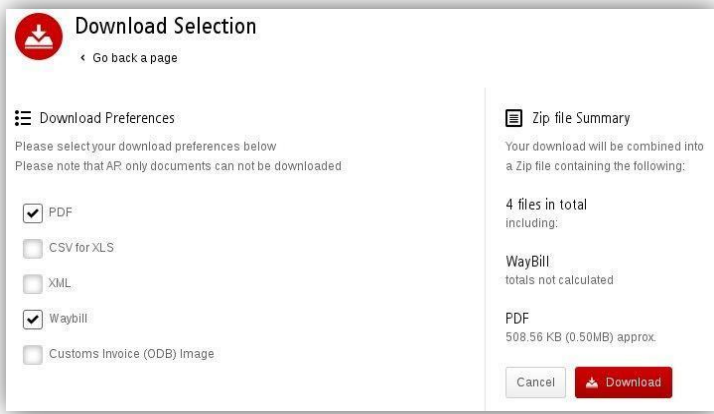 Download Selection
‹ Go back a page
Download Preferences
Please select your download preferences below
Please note that AR only documents can not be downloaded
PDF
CSV for XLS
XML
Waybill
Customs Invoice (ODB) Image
Zip file Summary
Your download will be combined into
a Zip file containing the following:
4 files in total
including:
WayBill
totals not calculated
PDF
508.56 KB (0.50MB) approx.
Cancel
Download